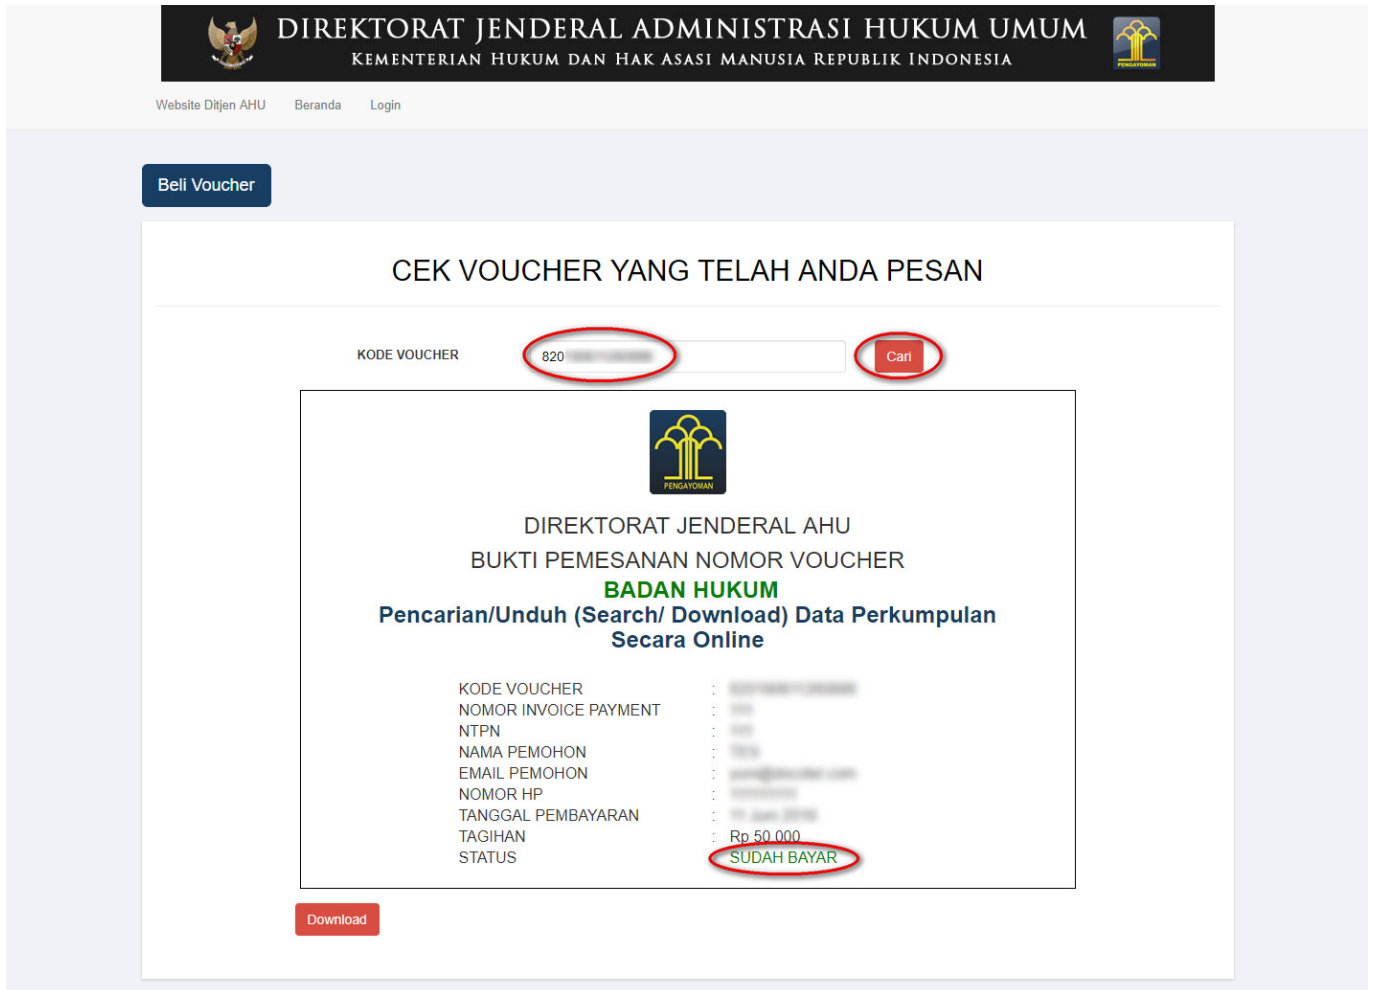 DIREKTORAT JENDERAL ADMINISTRASI HUKUM UMUM
KEMENTERIAN HUKUM DAN HAK ASASI MANUSIA REPUBLIK INDONESIA
PENGAYOMAN
Website Ditjen AHU Beranda Login
Beli Voucher
CEK VOUCHER YANG TELAH ANDA PESAN
KODE VOUCHER 820 Cari
PENGAYOMAN
DIREKTORAT JENDERAL AHU
BUKTI PEMESANAN NOMOR VOUCHER
BADAN HUKUM
Pencarian/Unduh (Search/ Download) Data Perkumpulan
Secara Online
KODE VOUCHER :
NOMOR INVOICE PAYMENT :
NTPN :
NAMA PEMOHON :
EMAIL PEMOHON :
NOMOR HP :
TANGGAL PEMBAYARAN :
TAGIHAN : Rp 50.000
STATUS : SUDAH BAYAR
Download